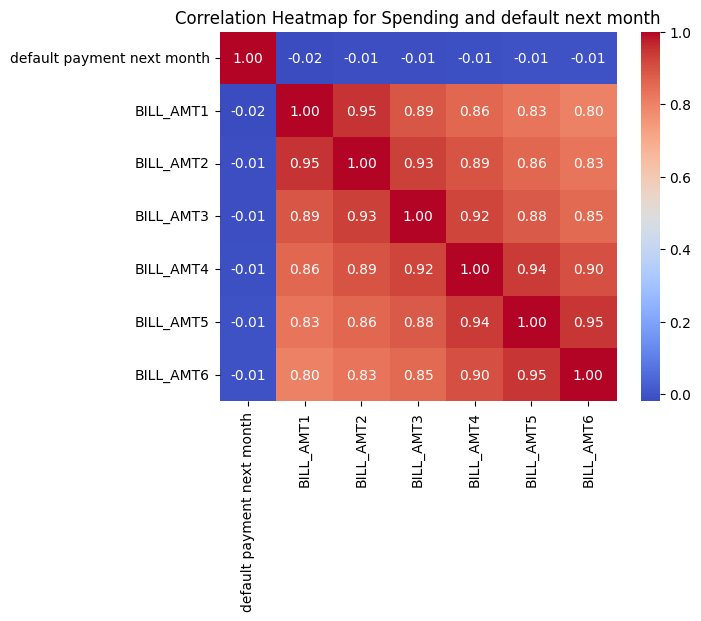 Correlation Heatmap for Spending and default next month
default payment next month 1.00 -0.02 -0.01 -0.01 -0.01 -0.01 -0.01
BILL_AMT1 -0.02 1.00 0.95 0.89 0.86 0.83 0.80
BILL_AMT2 -0.01 0.95 1.00 0.93 0.89 0.86 0.83
BILL_AMT3 -0.01 0.89 0.93 1.00 0.92 0.88 0.85
BILL_AMT4 -0.01 0.86 0.89 0.92 1.00 0.94 0.90
BILL_AMT5 -0.01 0.83 0.86 0.88 0.94 1.00 0.95
BILL_AMT6 -0.01 0.80 0.83 0.85 0.90 0.95 1.00
default payment next month
BILL_AMT1
BILL_AMT2
BILL_AMT3
BILL_AMT4
BILL_AMT5
BILL_AMT6
1.0
0.8
0.6
0.4
0.2
0.0